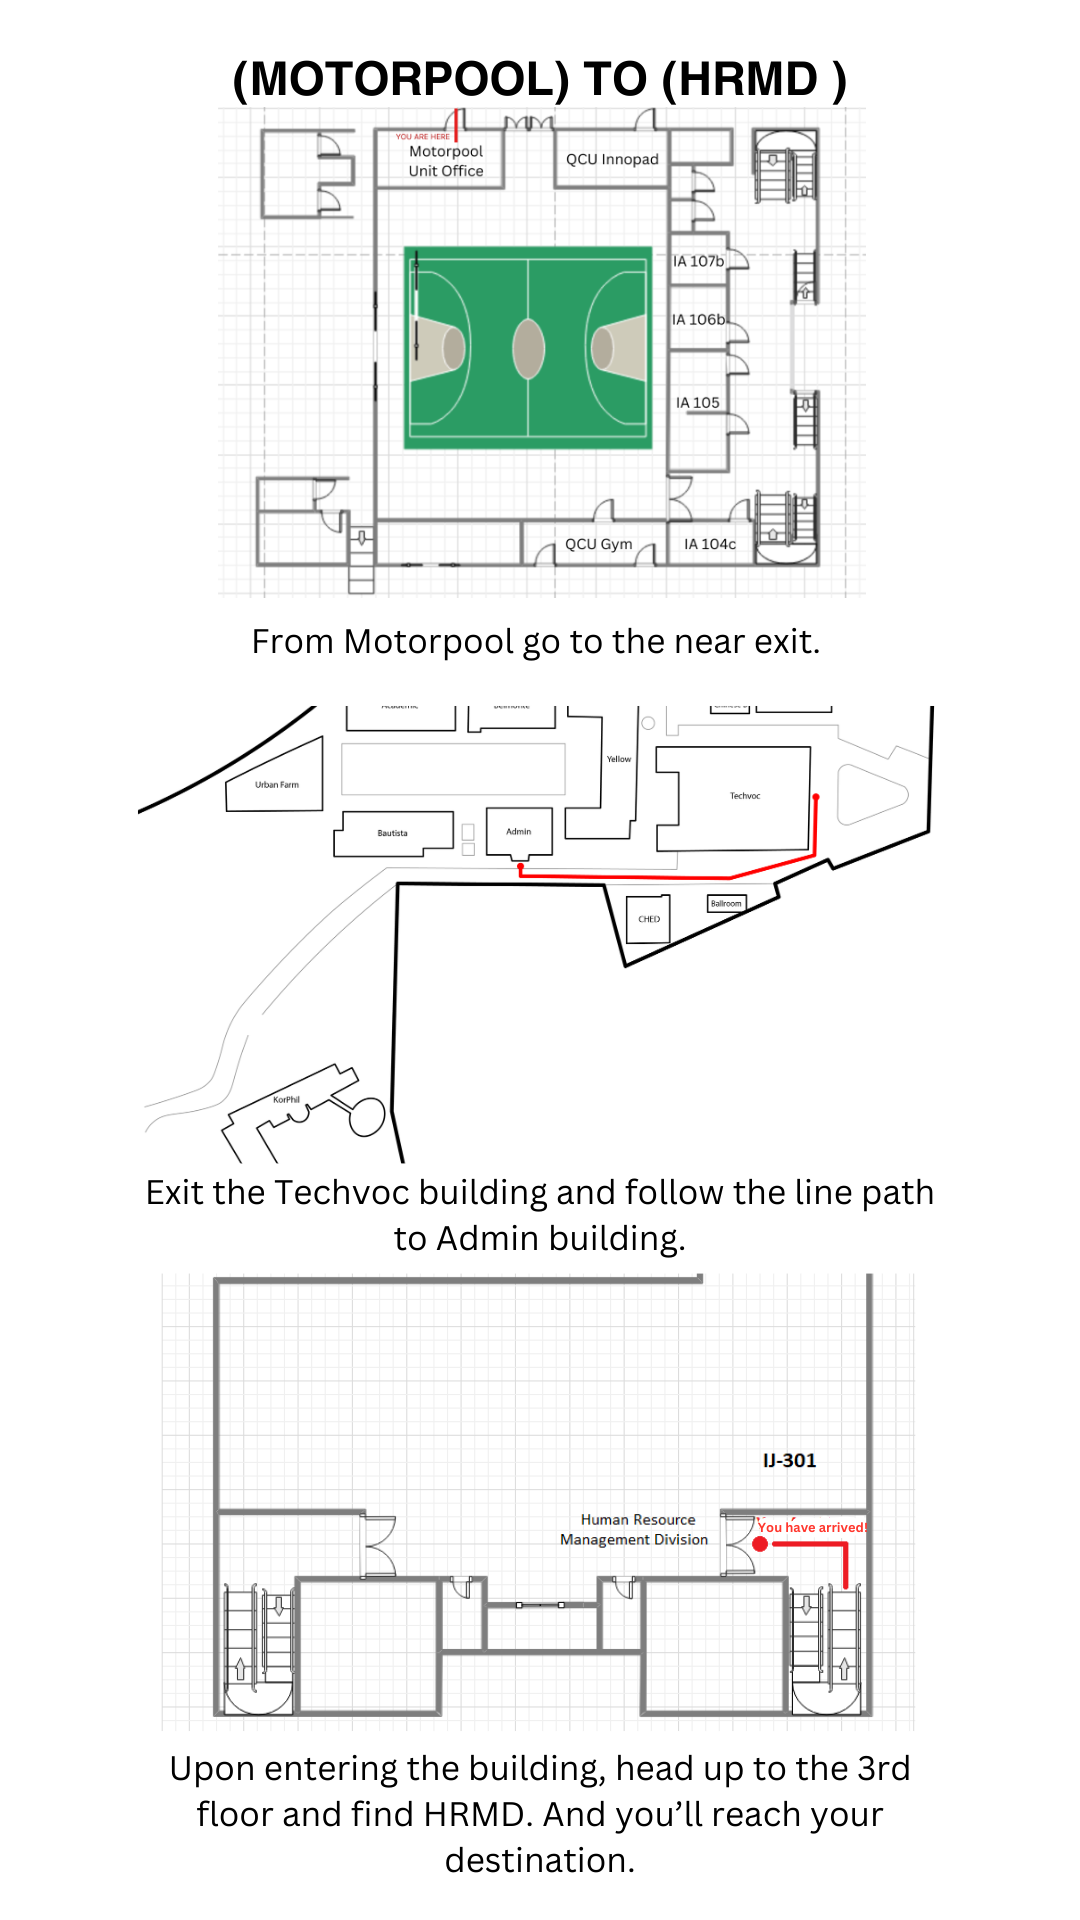 (MOTORPOOL) TO (HRMD )
YOU ARE HERE
Motorpool
Unit Office
QCU Innopad
IA 107b
IA 106b
IA 105
QCU Gym
IA 104c
From Motorpool go to the near exit.
Academic
Belmonte
Yellow
Urban Farm
Techvoc
Bautista
Admin
CHED
Ballroom
KorPhil
Exit the Techvoc building and follow the line path
to Admin building.
IJ-301
Human Resource
Management Division
You have arrived!
Upon entering the building, head up to the 3rd
floor and find HRMD. And you’ll reach your
destination.